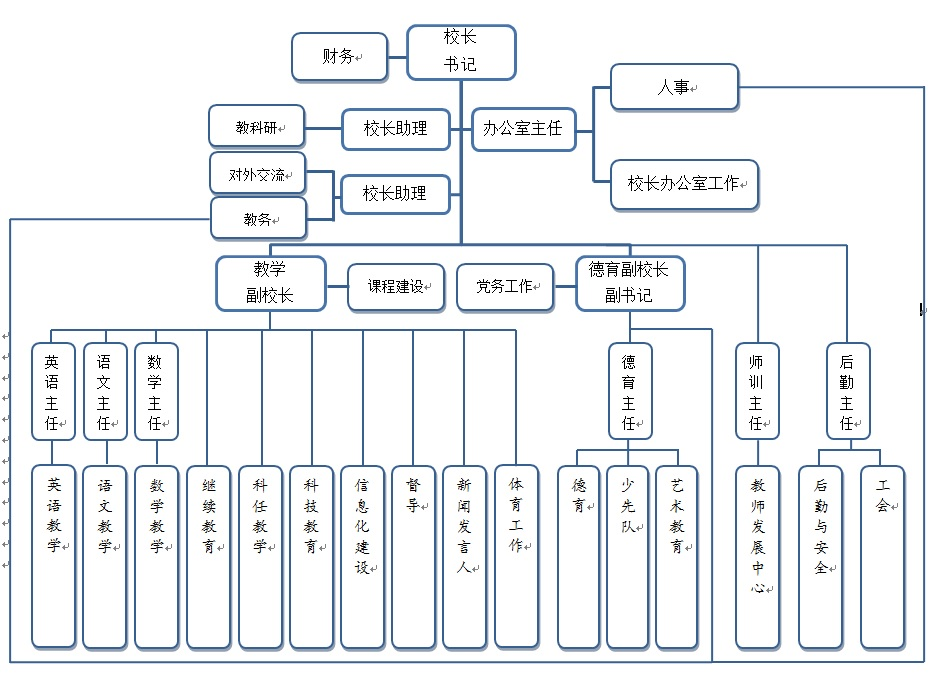 校长
书记
财务
人事
教科研
校长助理
办公室主任
对外交流
校长助理
校长办公室工作
教务
教学
副校长
课程建设
党务工作
德育副校长
副书记
英语主任
语文主任
数学主任
德育主任
师训主任
后勤主任
英语教学
语文教学
数学教学
继续教育
科任教学
科技教育
信息化建设
督导
新闻发言人
体育工作
德育
少先队
艺术教育
教师发展中心
后勤与安全
工会